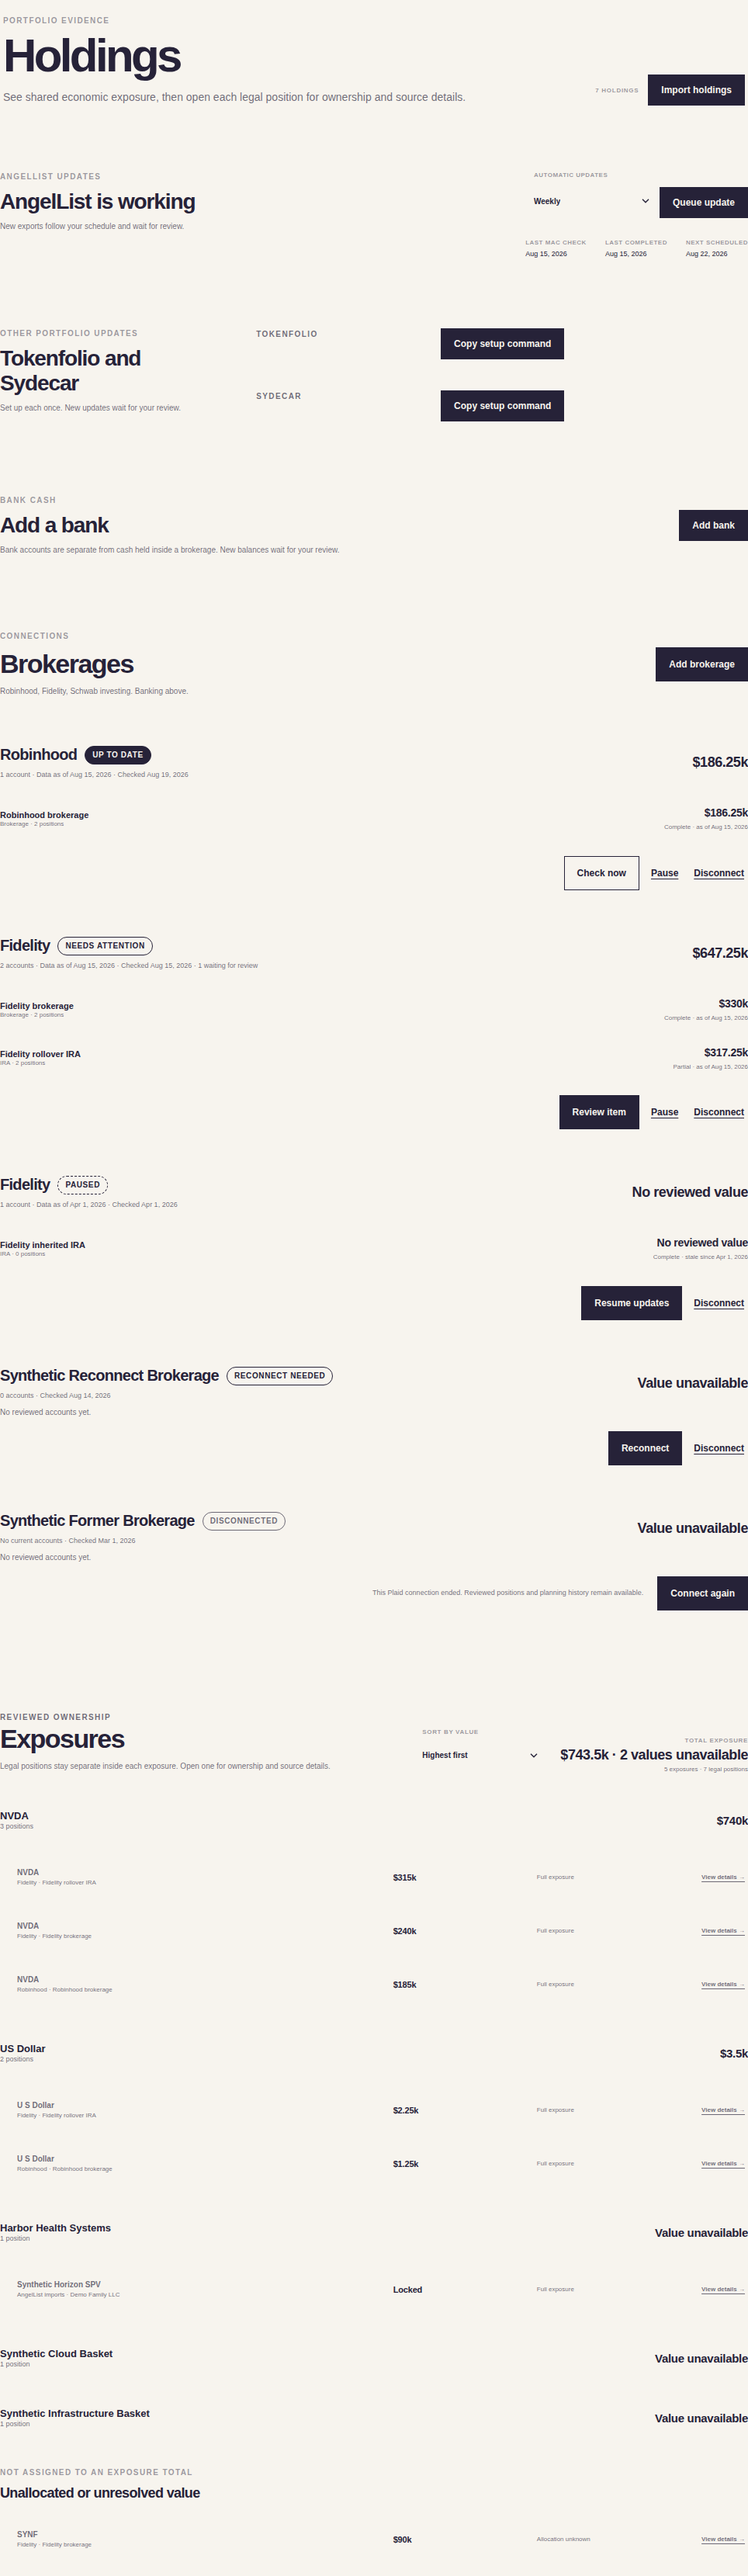 PORTFOLIO EVIDENCE
Holdings
See shared economic exposure, then open each legal position for ownership and source details.
7 HOLDINGS
Import holdings
ANGELLIST UPDATES
AngelList is working
New exports follow your schedule and wait for review.
AUTOMATIC UPDATES
Weekly
Queue update
LAST MAC CHECK
Aug 15, 2026
LAST COMPLETED
Aug 15, 2026
NEXT SCHEDULED
Aug 22, 2026
OTHER PORTFOLIO UPDATES
Tokenfolio and
Sydecar
Set up each once. New updates wait for your review.
TOKENFOLIO
Copy setup command
SYDECAR
Copy setup command
BANK CASH
Add a bank
Bank accounts are separate from cash held inside a brokerage. New balances wait for your review.
Add bank
CONNECTIONS
Brokerages
Robinhood, Fidelity, Schwab investing. Banking above.
Add brokerage
Robinhood
UP TO DATE
1 account · Data as of Aug 15, 2026 · Checked Aug 19, 2026
$186.25k
Robinhood brokerage
Brokerage · 2 positions
$186.25k
Complete · as of Aug 15, 2026
Check now
Pause
Disconnect
Fidelity
NEEDS ATTENTION
2 accounts · Data as of Aug 15, 2026 · Checked Aug 15, 2026 · 1 waiting for review
$647.25k
Fidelity brokerage
Brokerage · 2 positions
$330k
Complete · as of Aug 15, 2026
Fidelity rollover IRA
IRA · 2 positions
$317.25k
Partial · as of Aug 15, 2026
Review item
Pause
Disconnect
Fidelity
PAUSED
1 account · Data as of Apr 1, 2026 · Checked Apr 1, 2026
No reviewed value
Fidelity inherited IRA
IRA · 0 positions
No reviewed value
Complete · stale since Apr 1, 2026
Resume updates
Disconnect
Synthetic Reconnect Brokerage
RECONNECT NEEDED
0 accounts · Checked Aug 14, 2026
No reviewed accounts yet.
Value unavailable
Reconnect
Disconnect
Synthetic Former Brokerage
DISCONNECTED
No current accounts · Checked Mar 1, 2026
No reviewed accounts yet.
Value unavailable
This Plaid connection ended. Reviewed positions and planning history remain available.
Connect again
REVIEWED OWNERSHIP
Exposures
Legal positions stay separate inside each exposure. Open one for ownership and source details.
SORT BY VALUE
Highest first
TOTAL EXPOSURE
$743.5k · 2 values unavailable
5 exposures · 7 legal positions
NVDA
3 positions
$740k
NVDA
Fidelity · Fidelity rollover IRA
$315k
Full exposure
View details →
NVDA
Fidelity · Fidelity brokerage
$240k
Full exposure
View details →
NVDA
Robinhood · Robinhood brokerage
$185k
Full exposure
View details →
US Dollar
2 positions
$3.5k
U S Dollar
Fidelity · Fidelity rollover IRA
$2.25k
Full exposure
View details →
U S Dollar
Robinhood · Robinhood brokerage
$1.25k
Full exposure
View details →
Harbor Health Systems
1 position
Value unavailable
Synthetic Horizon SPV
AngelList imports · Demo Family LLC
Locked
Full exposure
View details →
Synthetic Cloud Basket
1 position
Value unavailable
Synthetic Infrastructure Basket
1 position
Value unavailable
NOT ASSIGNED TO AN EXPOSURE TOTAL
Unallocated or unresolved value
SYNF
Fidelity · Fidelity brokerage
$90k
Allocation unknown
View details →